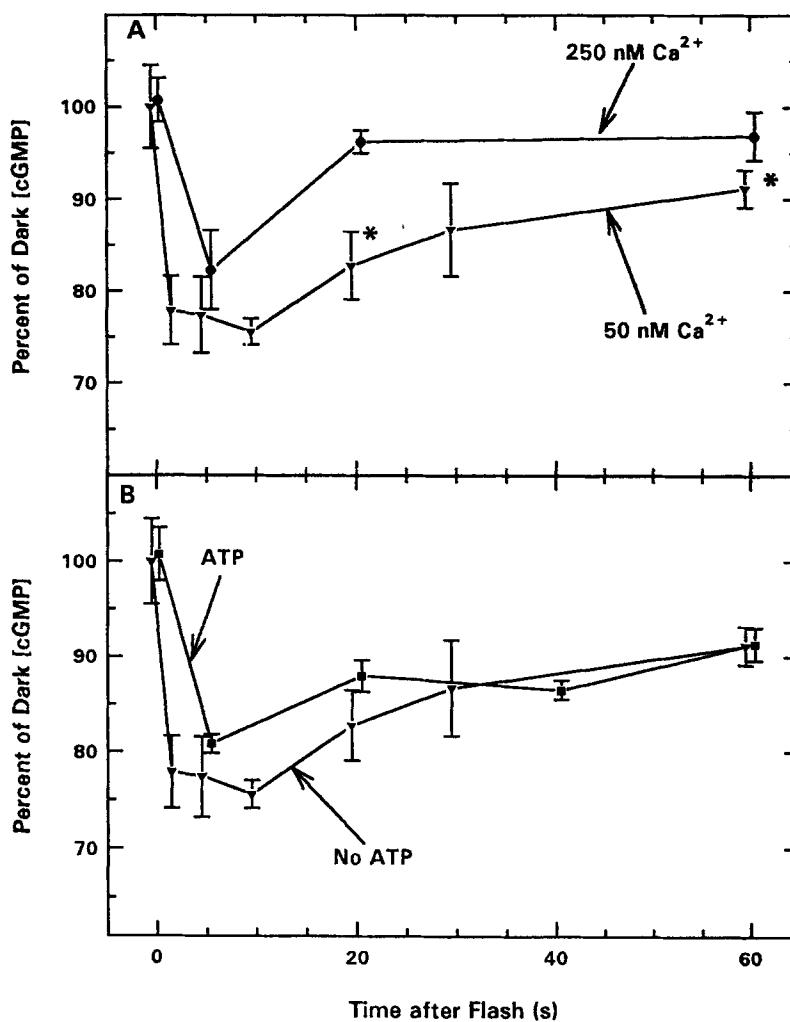 A
250 nM Ca²⁺
100
90
80
70
*
*
50 nM Ca²⁺
Percent of Dark [cGMP]
B
ATP
100
90
80
70
No ATP
Percent of Dark [cGMP]
0
20
40
60
Time after Flash (s)